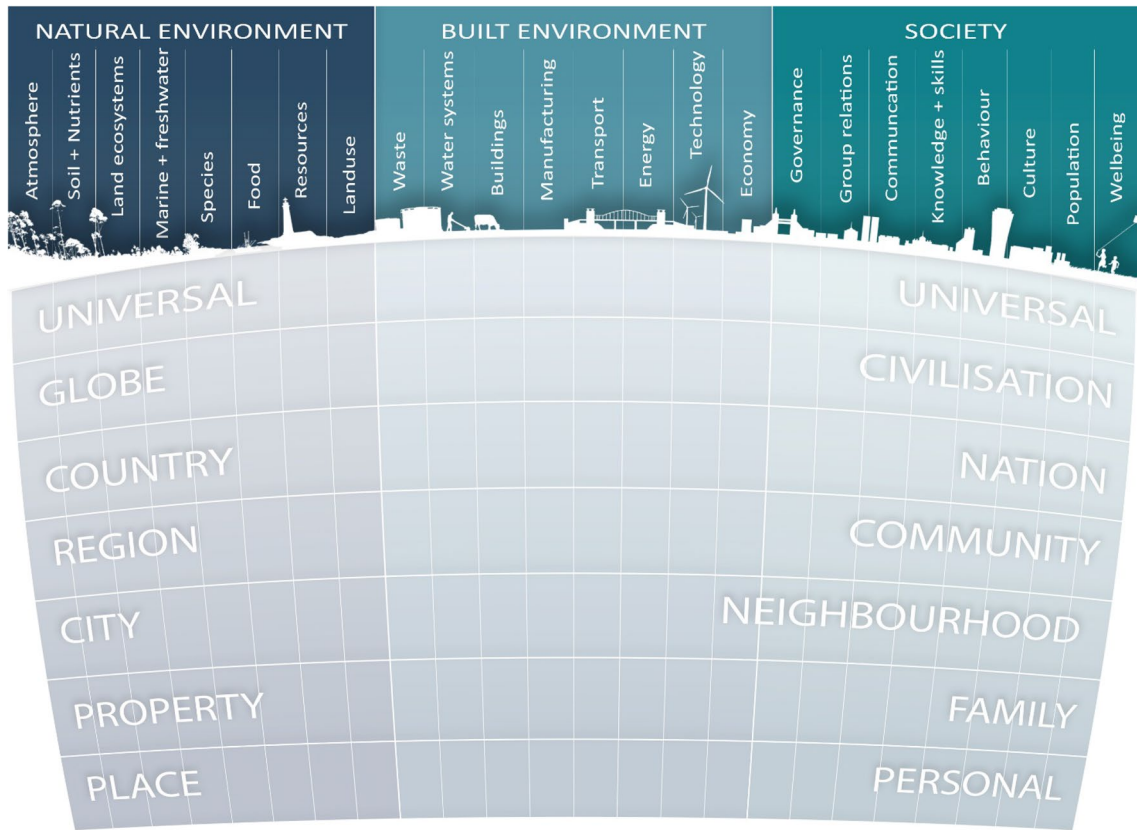 NATURAL ENVIRONMENT
BUILT ENVIRONMENT
SOCIETY
Atmosphere
Soil + Nutrients
Land ecosystems
Marine + freshwater
Species
Food
Resources
Landuse
Waste
Water systems
Buildings
Manufacturing
Transport
Energy
Technology
Economy
Governance
Group relations
Communcation
Knowledge + skills
Behaviour
Culture
Population
Welbeing
UNIVERSAL
UNIVERSAL
GLOBE
CIVILISATION
COUNTRY
NATION
REGION
COMMUNITY
CITY
NEIGHBOURHOOD
PROPERTY
FAMILY
PLACE
PERSONAL